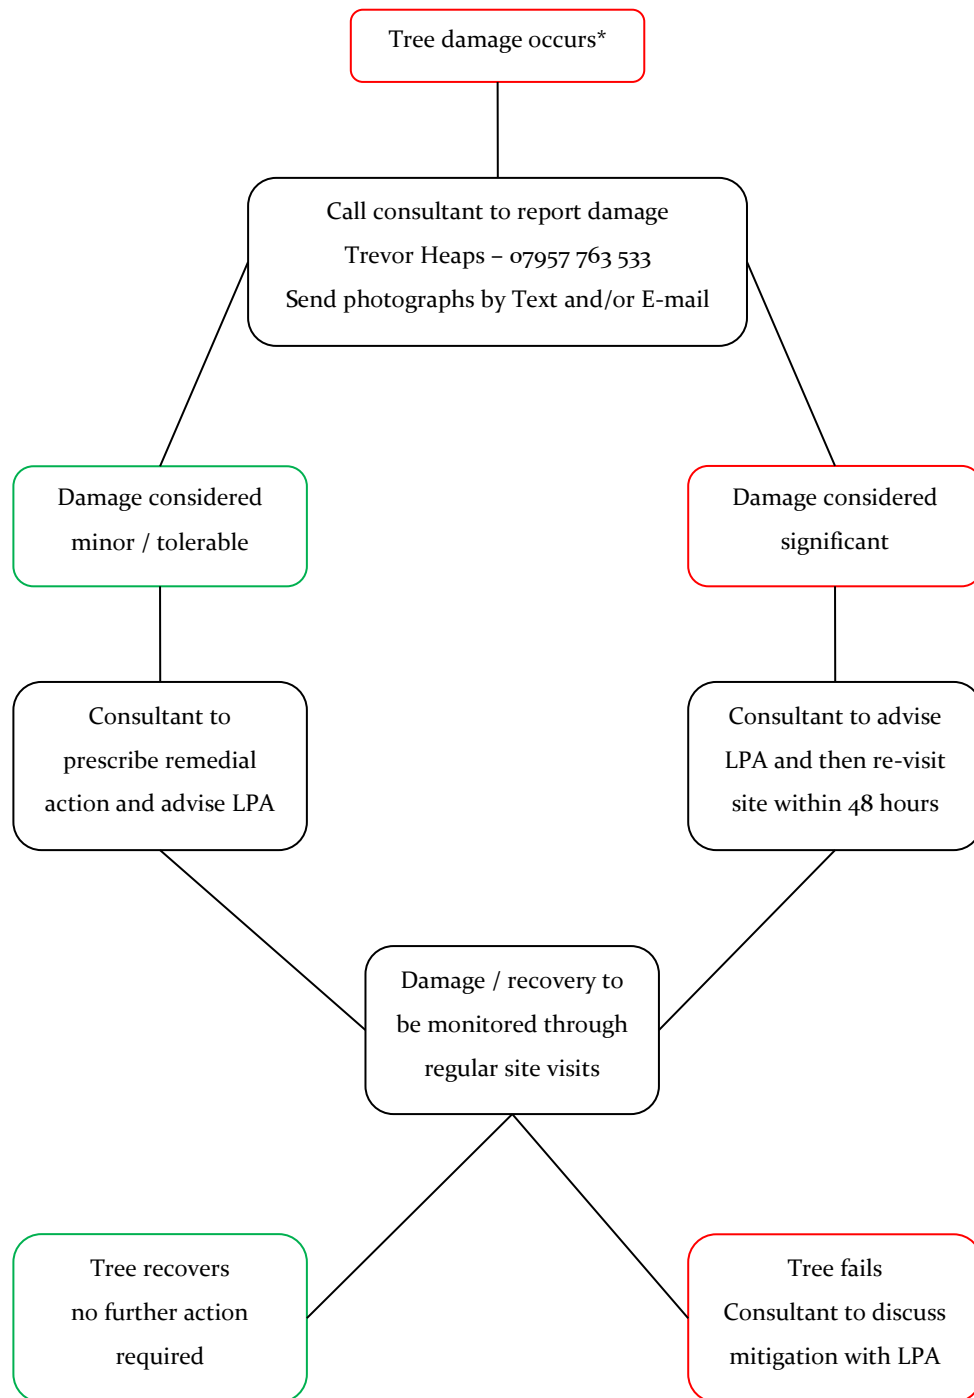 Tree damage occurs*
Call consultant to report damage
Trevor Heaps – 07957 763 533
Send photographs by Text and/or E-mail
Damage considered
minor / tolerable
Damage considered
significant
Consultant to
prescribe remedial
action and advise LPA
Consultant to advise
LPA and then re-visit
site within 48 hours
Damage / recovery to
be monitored through
regular site visits
Tree recovers
no further action
required
Tree fails
Consultant to discuss
mitigation with LPA